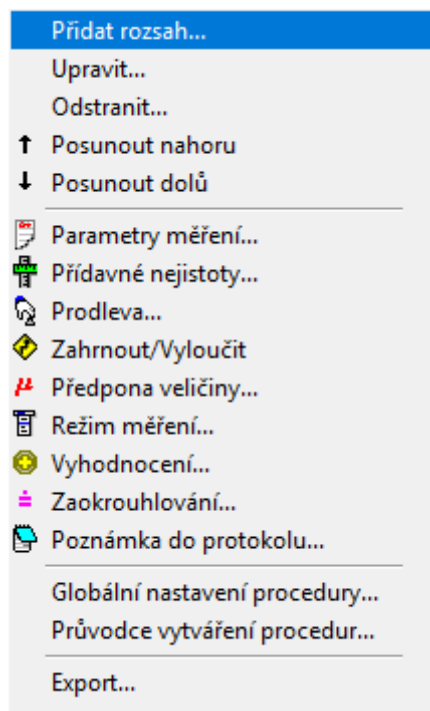 Přidat rozsah...
Upravit...
Odstranit...
Posunout nahoru
Posunout dolů
Parametry měření...
Přídavné nejistoty...
Prodleva...
Zahrnout/Vyloučit
Předpona veličiny...
Režim měření...
Vyhodnocení...
Zaokrouhlování...
Poznámka do protokolu...
Globální nastavení procedury...
Průvodce vytváření procedur...
Export...